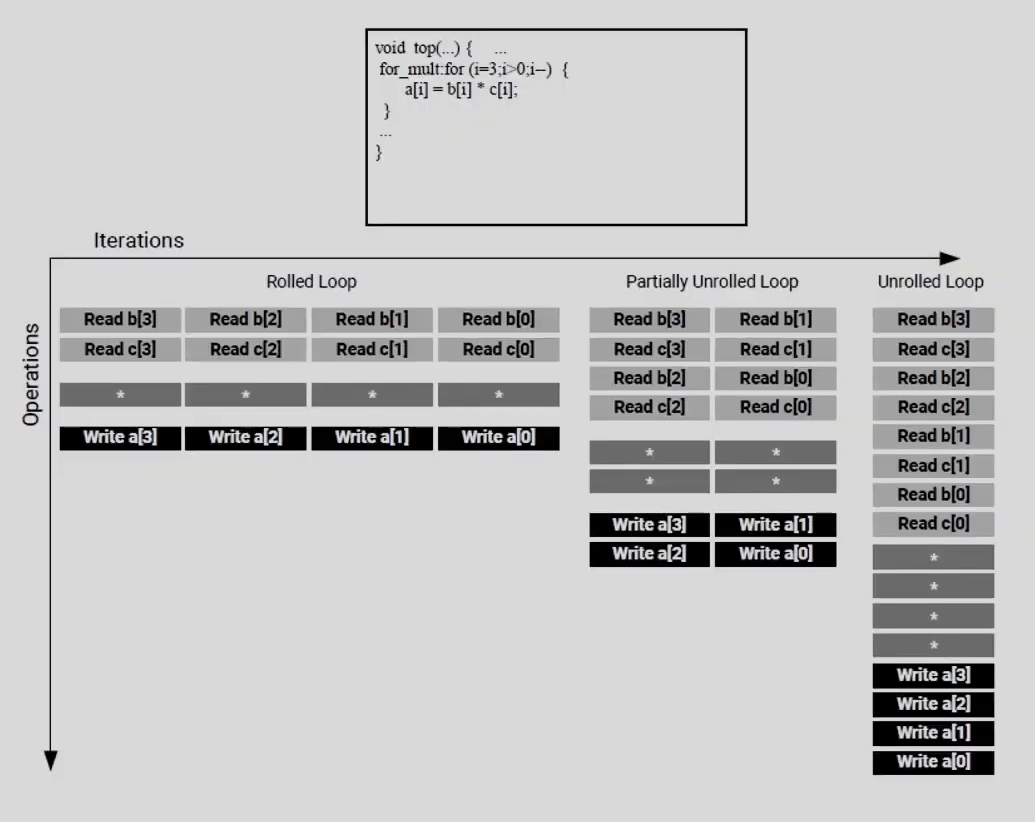 void top(...) { ...
for_mult:for (i=3;i>0;i--) {
a[i] = b[i] * c[i];
}
...
}
Iterations
Operations
Rolled Loop
Partially Unrolled Loop
Unrolled Loop
Read b[3] Read b[2] Read b[1] Read b[0]
Read c[3] Read c[2] Read c[1] Read c[0]
* * * *
Write a[3] Write a[2] Write a[1] Write a[0]
Read b[3] Read b[1]
Read c[3] Read c[1]
Read b[2] Read b[0]
Read c[2] Read c[0]
* *
* *
Write a[3] Write a[1]
Write a[2] Write a[0]
Read b[3]
Read c[3]
Read b[2]
Read c[2]
Read b[1]
Read c[1]
Read b[0]
Read c[0]
*
*
*
*
Write a[3]
Write a[2]
Write a[1]
Write a[0]